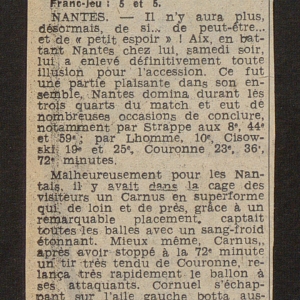 Franc-jeu : 5 et 5.
NANTES. — Il n'y aura plus,
désormais, de si... de peut-être...
et de « petit espoir » ! Aix, en bat-
tant Nantes chez lui, samedi soir,
lui a enlevé définitivement toute
illusion pour l'accession. Ce fut
une partie plaisante dans son en-
semble. Nantes domina durant les
trois quarts du match et eut de
nombreuses occasions de conclure,
notamment par Strappe aux 8e, 44e
et 59e ; par Lhomme, 10e, Cisow-
ski 19e et 25e, Couronne 23e, 36e,
72e minutes.
Malheureusement pour les Nan-
tais, il y avait dans la cage des
visiteurs un Carnus en superforme
qui, de loin et de près, grâce à un
remarquable placement, captait
toutes les balles avec un sang-froid
étonnant. Mieux même, Carnus,
après avoir stoppé à la 72e minute
un tir très tendu de Couronne, re-
lança très rapidement le ballon à
ses attaquants. Cornuel s'échap-
pant sur l'aile gauche botta aus-